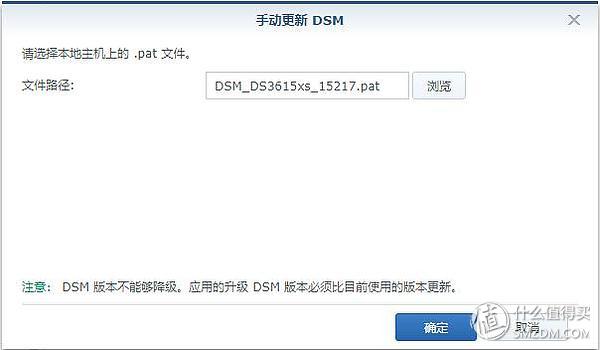 手动更新 DSM
请选择本地主机上的 .pat 文件。
文件路径: DSM_DS3615xs_15217.pat 浏览
注意: DSM 版本不能够降级。应用的升级 DSM 版本必须比目前使用的版本更新。
确定 取消
值 什么值得买
SMZDM.COM